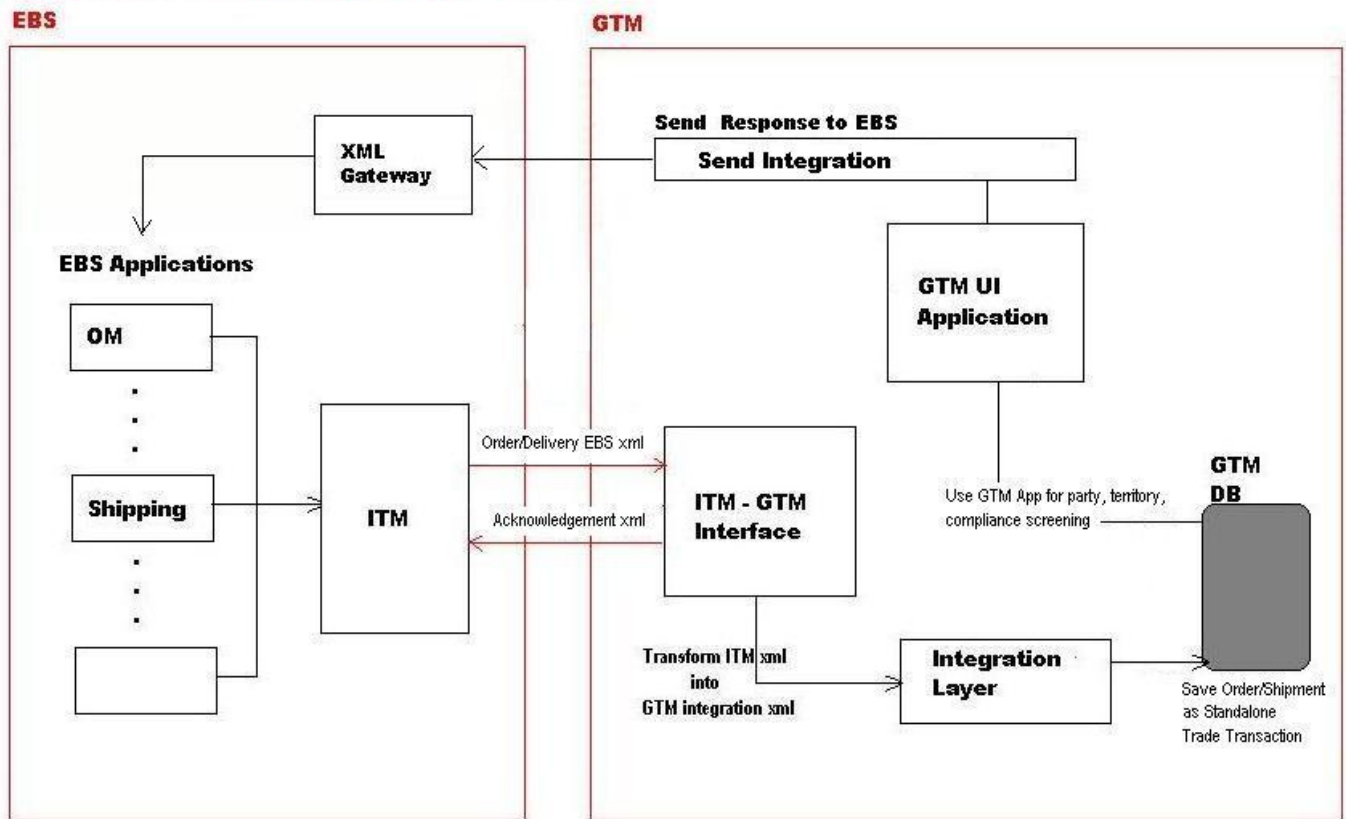 EBS
GTM
Send Response to EBS
Send Integration
XML
Gateway
EBS Applications
GTM UI
Application
OM
Order/Delivery EBS xml
GTM
DB
Shipping
ITM
Acknowledgement xml
ITM - GTM
Interface
Use GTM App for party, territory,
compliance screening
Transform ITM xml
into
GTM integration xml
Integration
Layer
Save Order/Shipment
as Standalone
Trade Transaction